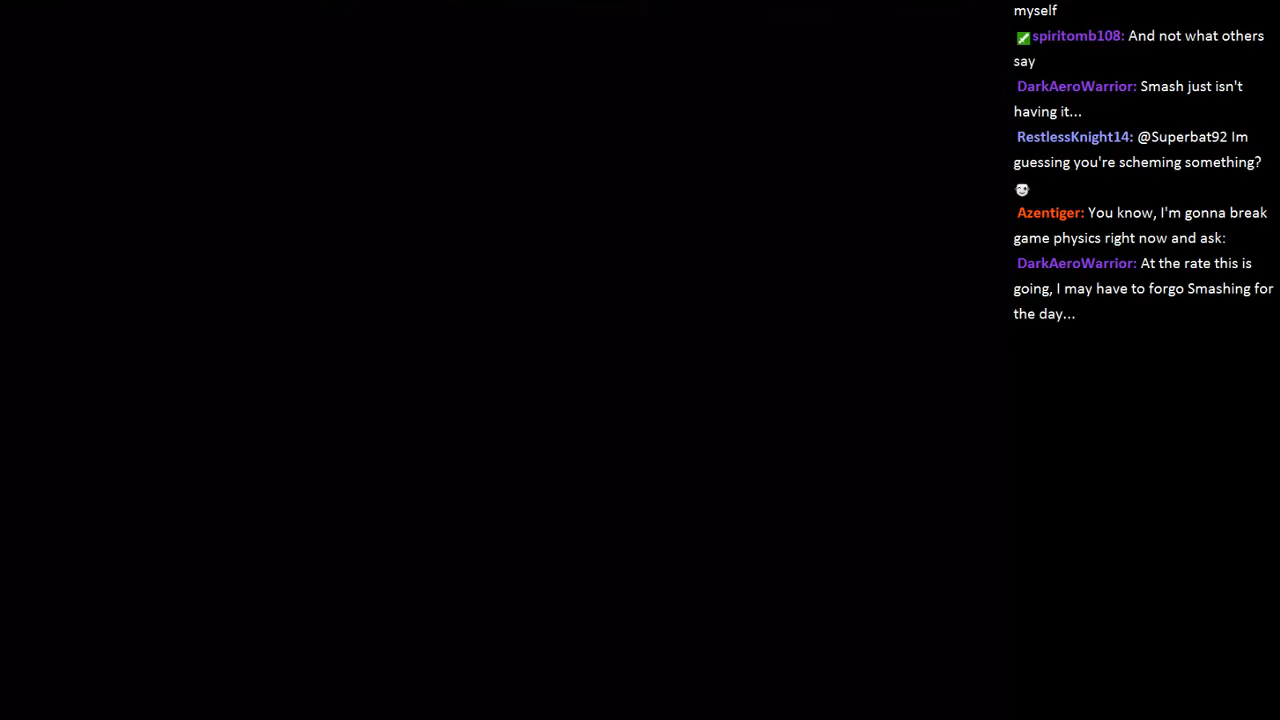 myself
spiritomb108: And not what others
say
DarkAeroWarrior: Smash just isn't
having it...
RestlessKnight14: @Superbat92 Im
guessing you're scheming something?
Azentiger: You know, I'm gonna break
game physics right now and ask:
DarkAeroWarrior: At the rate this is
going, I may have to forgo Smashing for
the day...